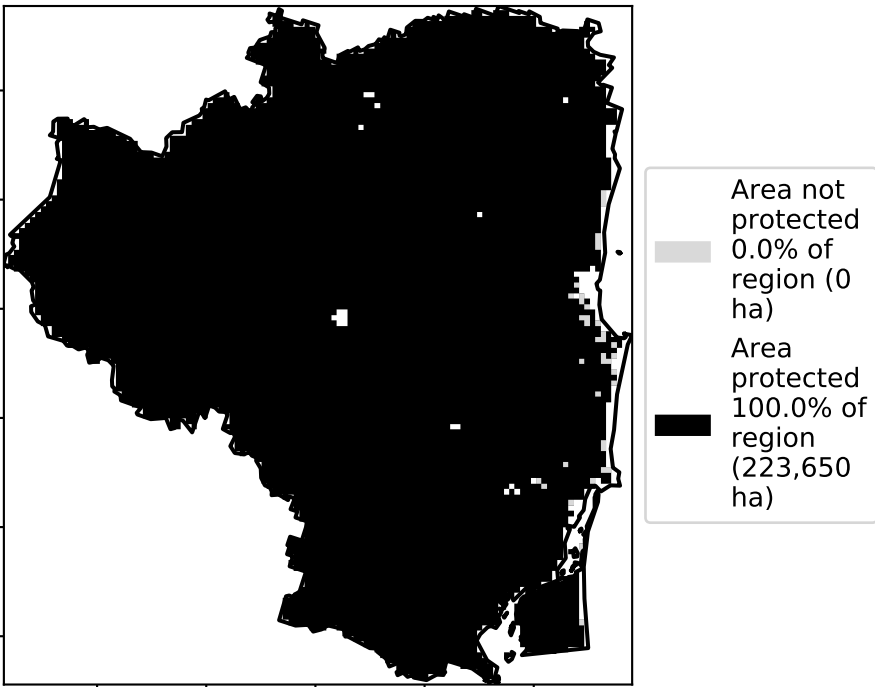 Area not
protected
0.0% of
region (0
ha)
Area
protected
100.0% of
region
(223,650
ha)